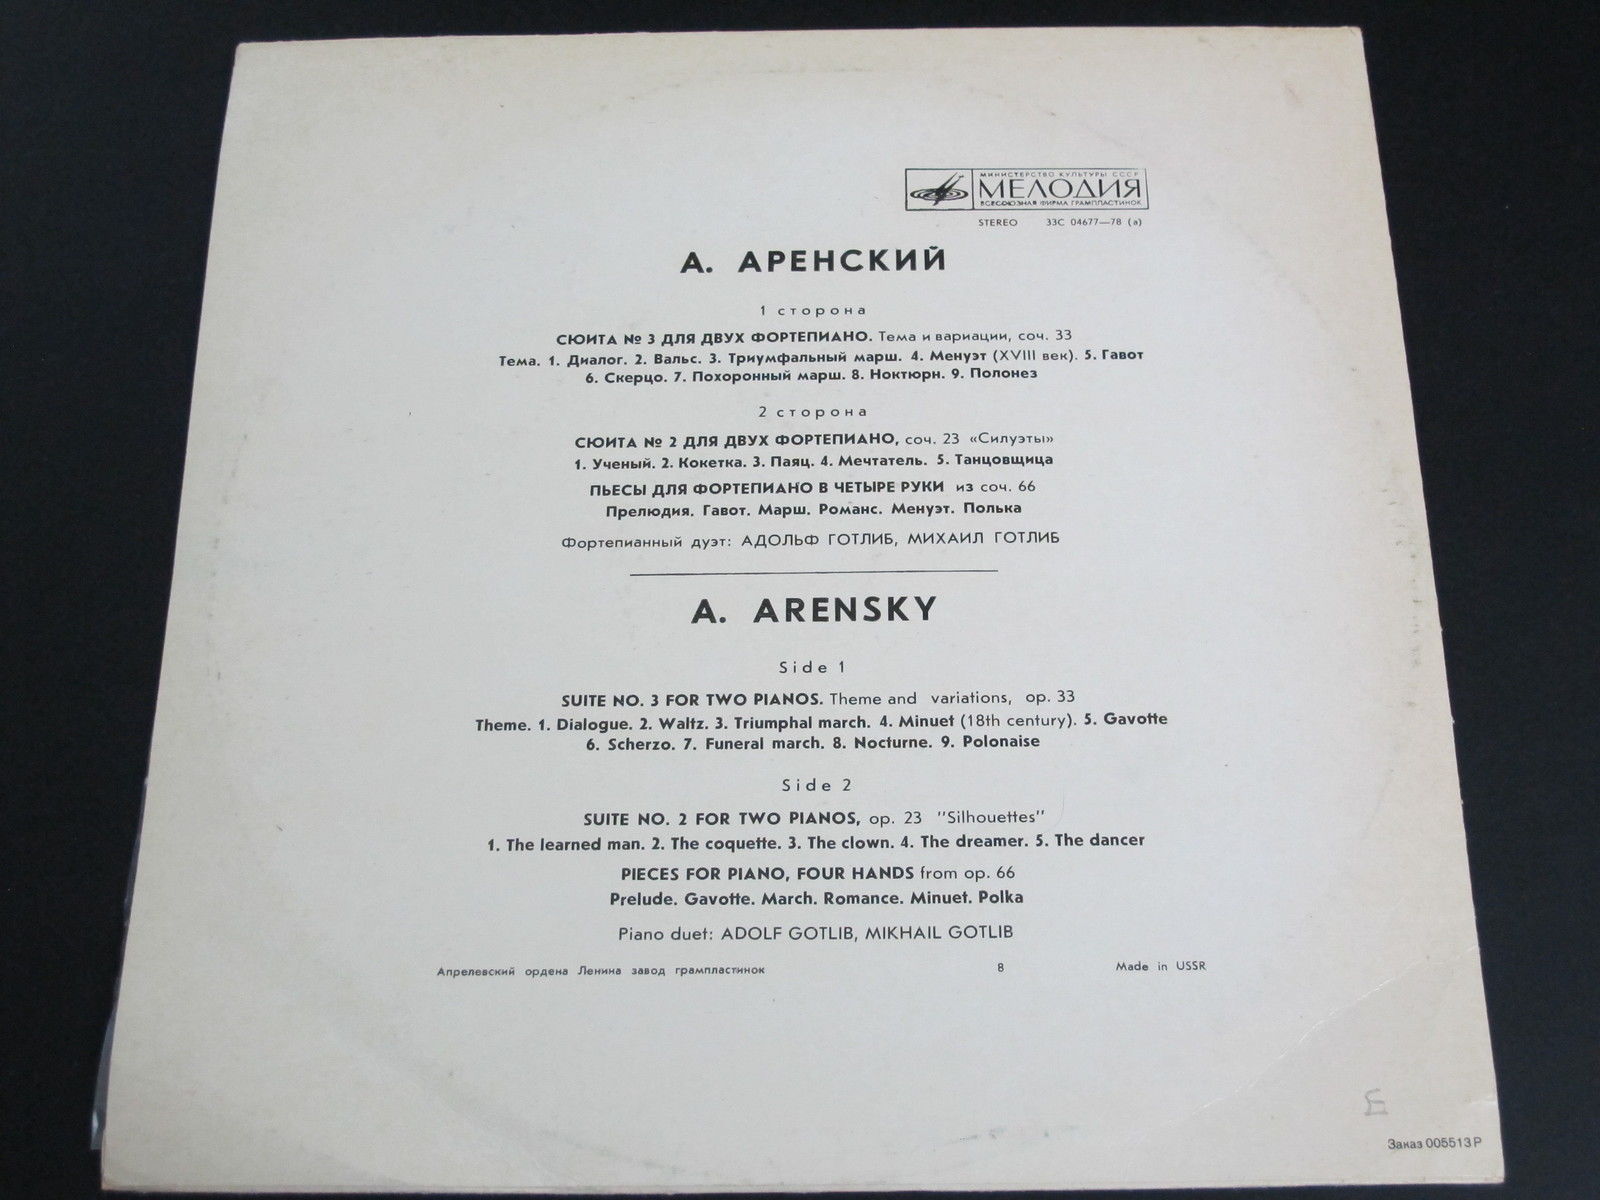 МИНИСТЕРСТВО КУЛЬТУРЫ СССР
МЕЛОДИЯ
ВСЕСОЮЗНАЯ ФИРМА ГРАМПЛАСТИНОК
STEREO 33С 04677—78 (а)
А. АРЕНСКИЙ
1 сторона
СЮИТА № 3 ДЛЯ ДВУХ ФОРТЕПИАНО. Тема и вариации, соч. 33
Тема. 1. Диалог. 2. Вальс. 3. Триумфальный марш. 4. Менуэт (XVIII век). 5. Гавот
6. Скерцо. 7. Похоронный марш. 8. Ноктюрн. 9. Полонез
2 сторона
СЮИТА № 2 ДЛЯ ДВУХ ФОРТЕПИАНО, соч. 23 «Силуэты»
1. Ученый. 2. Кокетка. 3. Паяц. 4. Мечтатель. 5. Танцовщица
ПЬЕСЫ ДЛЯ ФОРТЕПИАНО В ЧЕТЫРЕ РУКИ из соч. 66
Прелюдия. Гавот. Марш. Романс. Менуэт. Полька
Фортепианный дуэт: АДОЛЬФ ГОТЛИБ, МИХАИЛ ГОТЛИБ
A. ARENSKY
Side 1
SUITE NO. 3 FOR TWO PIANOS. Theme and variations, op. 33
Theme. 1. Dialogue. 2. Waltz. 3. Triumphal march. 4. Minuet (18th century). 5. Gavotte
6. Scherzo. 7. Funeral march. 8. Nocturne. 9. Polonaise
Side 2
SUITE NO. 2 FOR TWO PIANOS, op. 23 "Silhouettes"
1. The learned man. 2. The coquette. 3. The clown. 4. The dreamer. 5. The dancer
PIECES FOR PIANO, FOUR HANDS from op. 66
Prelude. Gavotte. March. Romance. Minuet. Polka
Piano duet: ADOLF GOTLIB, MIKHAIL GOTLIB
Апрелевский ордена Ленина завод грампластинок 8 Made in USSR
E
Заказ 005513Р